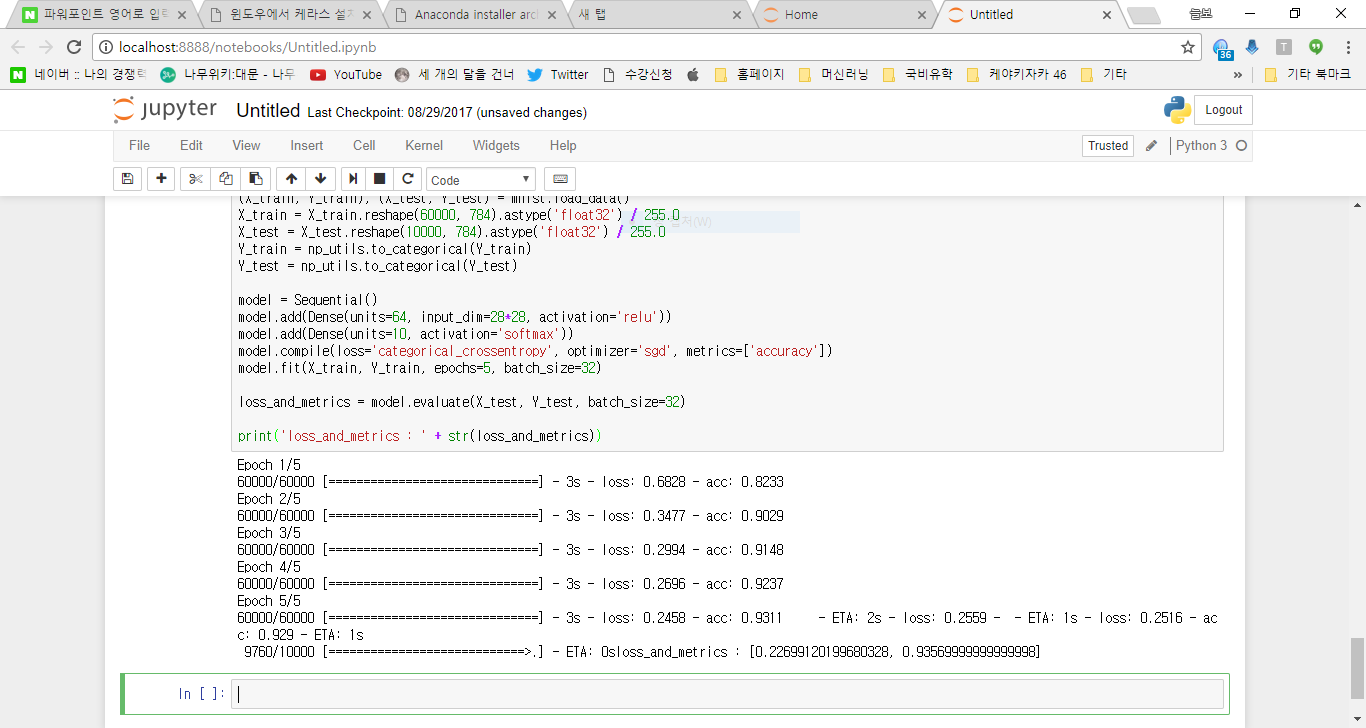 파워포인트 영어로 입력
윈도우에서 케라스 설치
Anaconda installer arc
새 탭
Home
Untitled
을보
localhost:8888/notebooks/Untitled.ipynb
36
네이버 :: 나의 경쟁력
나무위키:대문 - 나무
YouTube
세 개의 달을 건너
Twitter
수강신청
홈페이지
머신러닝
국비유학
케야키자카 46
기타
»
기타 북마크
jupyter
Untitled Last Checkpoint: 08/29/2017 (unsaved changes)
Logout
File Edit View Insert Cell Kernel Widgets Help
Trusted
Python 3
Code
(X_train, Y_train), (X_test, Y_test) = mnist.load_data()
X_train = X_train.reshape(60000, 784).astype('float32') / 255.0
X_test = X_test.reshape(10000, 784).astype('float32') / 255.0
Y_train = np_utils.to_categorical(Y_train)
Y_test = np_utils.to_categorical(Y_test)
model = Sequential()
model.add(Dense(units=64, input_dim=28*28, activation='relu'))
model.add(Dense(units=10, activation='softmax'))
model.compile(loss='categorical_crossentropy', optimizer='sgd', metrics=['accuracy'])
model.fit(X_train, Y_train, epochs=5, batch_size=32)
loss_and_metrics = model.evaluate(X_test, Y_test, batch_size=32)
print('loss_and_metrics : ' + str(loss_and_metrics))
Epoch 1/5
60000/60000 [==============================] - 3s - loss: 0.6828 - acc: 0.8233
Epoch 2/5
60000/60000 [==============================] - 3s - loss: 0.3477 - acc: 0.9029
Epoch 3/5
60000/60000 [==============================] - 3s - loss: 0.2994 - acc: 0.9148
Epoch 4/5
60000/60000 [==============================] - 3s - loss: 0.2696 - acc: 0.9237
Epoch 5/5
60000/60000 [==============================] - 3s - loss: 0.2458 - acc: 0.9311     - ETA: 2s - loss: 0.2559 -  - ETA: 1s - loss: 0.2516 - ac
c: 0.929 - ETA: 1s
9760/10000 [============================>.] - ETA: 0sloss_and_metrics : [0.22699120199680328, 0.93569999999999998]
In [ ]: